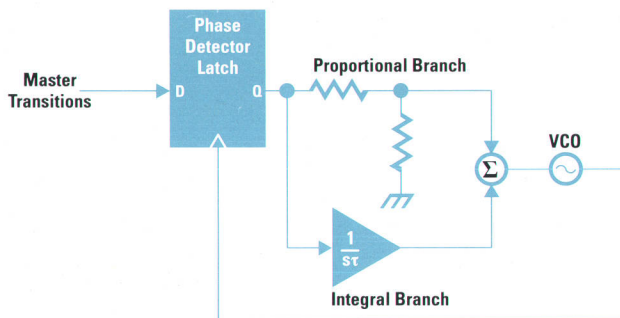 Phase
Detector
Latch
Master
Transitions
D
Q
Proportional Branch
VCO
Σ
1
sτ
Integral Branch